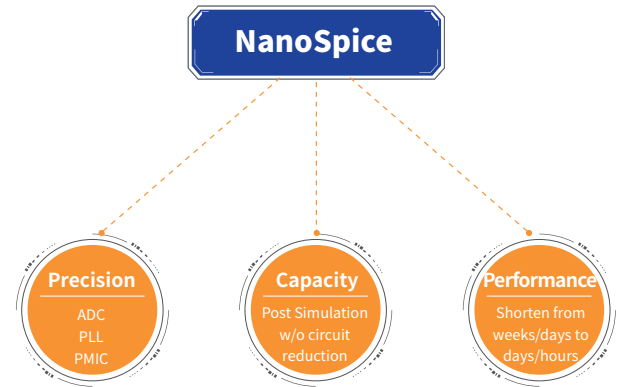 NanoSpice
Precision
ADC
PLL
PMIC
Capacity
Post Simulation
w/o circuit
reduction
Performance
Shorten from
weeks/days to
days/hours